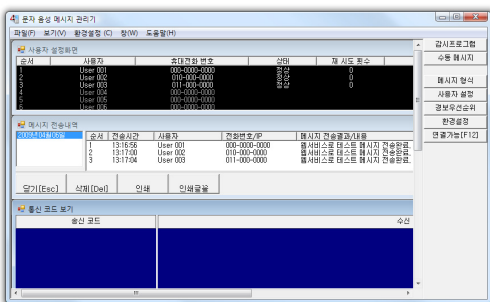 문자 음성 메시지 관리기
파일(F) 보기(V) 환경설정 (C) 창(W) 도움말(H)
사용자 설정화면
순서 사용자 휴대전화 번호 상태 재 시도 횟수
1 User 001 000-000-0000 정상 0
2 User 002 010-000-0000 정상 0
3 User 003 011-000-0000 정상 0
4 User 004 000-0000-0000
5 User 005 000-0000-0000
6 User 006 000-0000-0000
메시지 전송내역
2009년04월06일
순서 전송시간 사용자 전화번호/IP 메시지 전송결과/내용
1 13:16:56 User 001 000-000-0000 웹서비스로 테스트 메시지 전송완료.
2 13:17:00 User 002 010-000-0000 웹서비스로 테스트 메시지 전송완료.
3 13:17:04 User 003 011-000-0000 웹서비스로 테스트 메시지 전송완료.
닫기[Esc] 삭제[Del] 인쇄 인쇄글꼴
통신 코드 보기
송신 코드 수신
감시프로그램
수동 메시지
메시지 형식
사용자 설정
경보우선순위
환경설정
연결가능[F12]